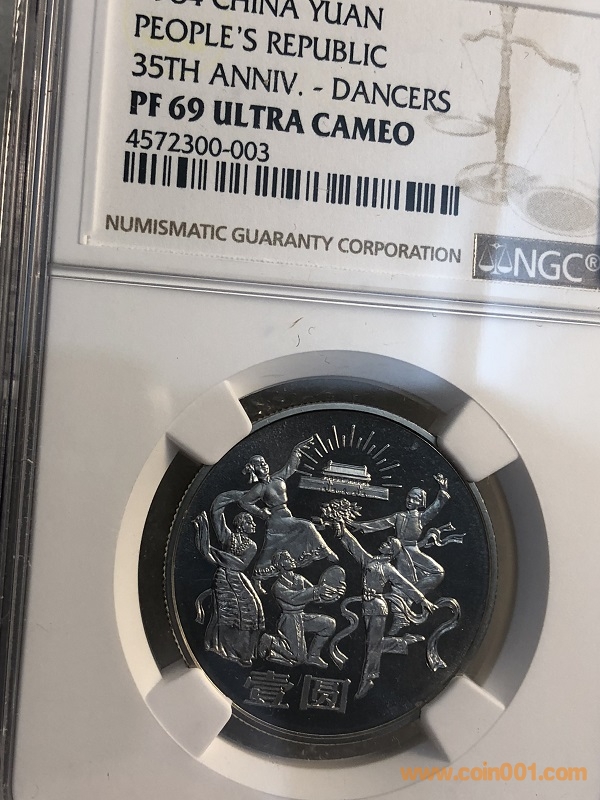 CHINA YUAN
PEOPLE'S REPUBLIC
35TH ANNIV. - DANCERS
PF 69 ULTRA CAMEO
4572300-003
NUMISMATIC GUARANTY CORPORATION
NGC®
壹圆
www.coin001.com